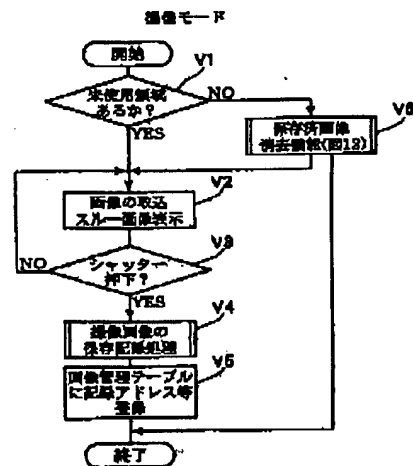 撮像モード
開始
V1
未使用領域
あるか?
NO
YES
V6
保存済画像
消去機能(図12)
V2
画像の取込
スルー画像表示
V3
シャッター
押下?
NO
YES
V4
撮像画像の
保存記録処理
V5
画像管理テーブル
に記録アドレス等
登録
終了